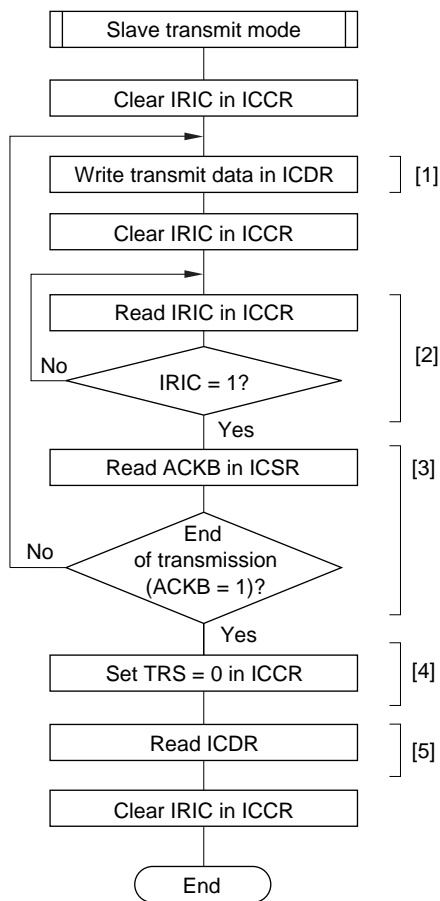 Slave transmit mode
Clear IRIC in ICCR
Write transmit data in ICDR
[1]
Clear IRIC in ICCR
Read IRIC in ICCR
[2]
No
IRIC = 1?
Yes
Read ACKB in ICSR
[3]
No
End
of transmission
(ACKB = 1)?
Yes
Set TRS = 0 in ICCR
[4]
Read ICDR
[5]
Clear IRIC in ICCR
End